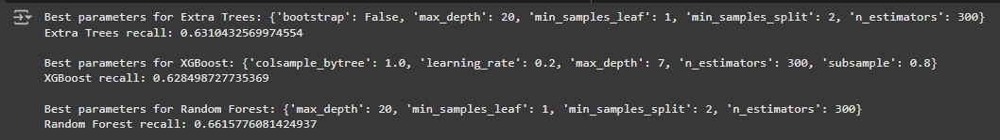 Best parameters for Extra Trees: {'bootstrap': False, 'max_depth': 20, 'min_samples_leaf': 1, 'min_samples_split': 2, 'n_estimators': 300}
Extra Trees recall: 0.6310432569974554
Best parameters for XGBoost: {'colsample_bytree': 1.0, 'learning_rate': 0.2, 'max_depth': 7, 'n_estimators': 300, 'subsample': 0.8}
XGBoost recall: 0.628498727735369
Best parameters for Random Forest: {'max_depth': 20, 'min_samples_leaf': 1, 'min_samples_split': 2, 'n_estimators': 300}
Random Forest recall: 0.6615776081424937